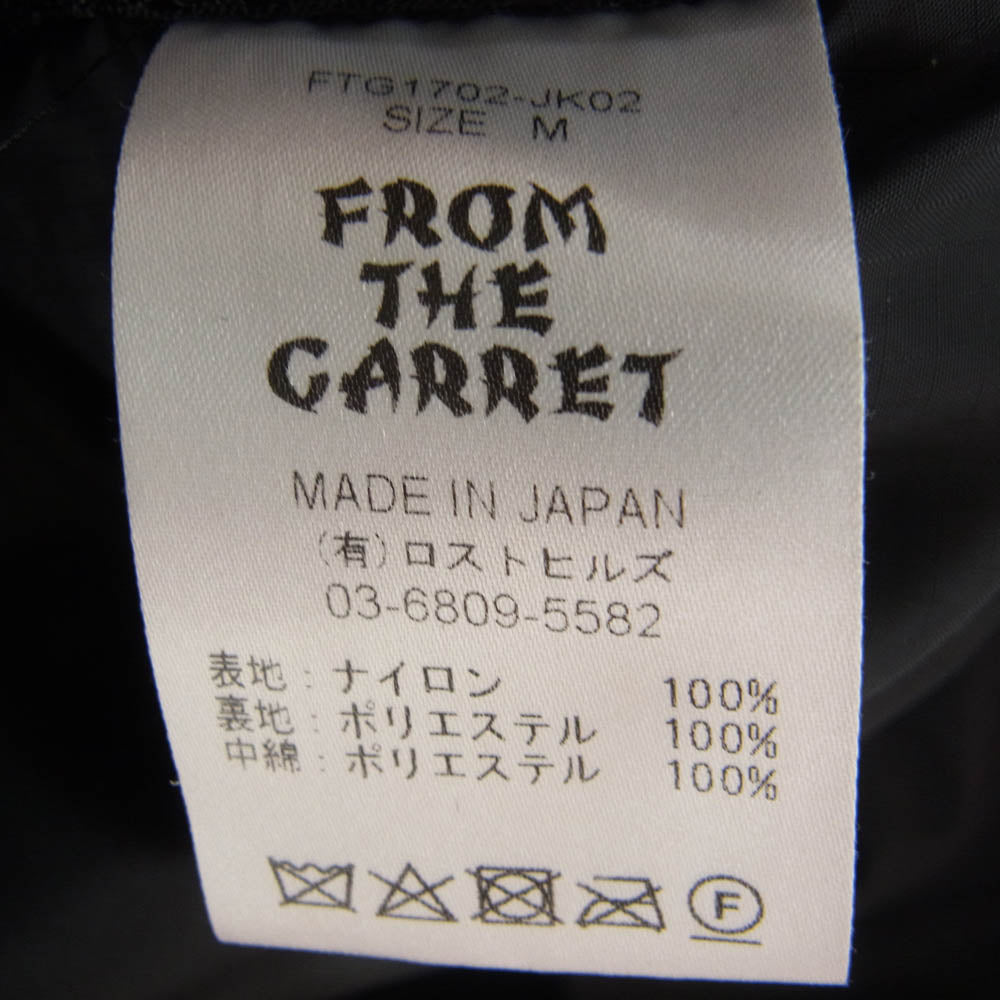 FTG1702-JK02
SIZE M
FROM
THE
GARRET
MADE IN JAPAN
(有)ロストヒルズ
03-6809-5582
表地:ナイロン 100%
裏地:ポリエステル 100%
中綿:ポリエステル 100%
F